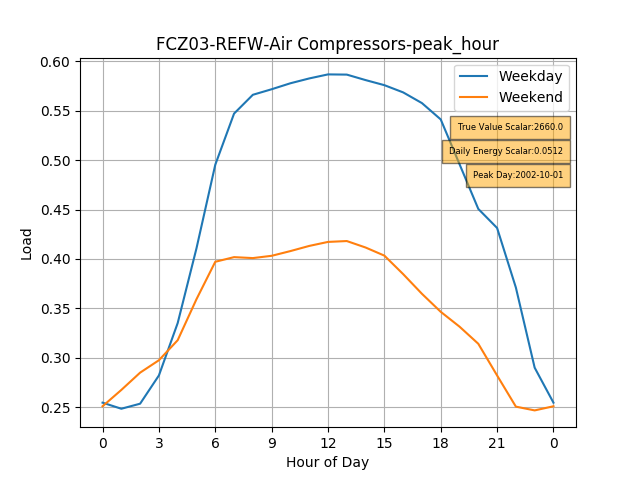 FCZ03-REFW-Air Compressors-peak_hour
Weekday
Weekend
True Value Scalar:2660.0
Daily Energy Scalar:0.0512
Peak Day:2002-10-01
Load
0.60
0.55
0.50
0.45
0.40
0.35
0.30
0.25
0 3 6 9 12 15 18 21 0
Hour of Day